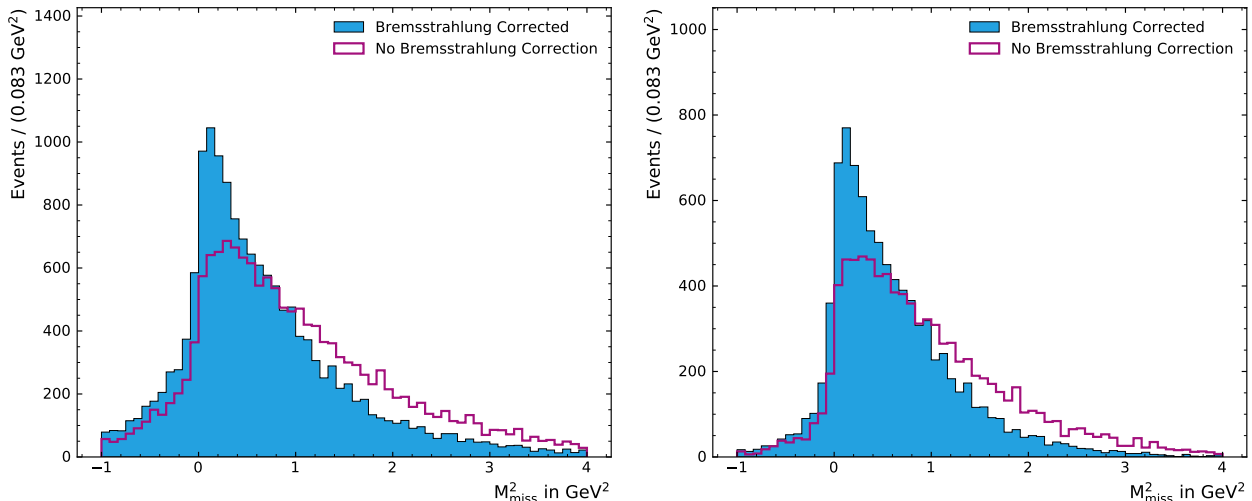 Events / (0.083 GeV²)
1400
1200
1000
800
600
400
200
0
−1 0 1 2 3 4
M²miss in GeV²
Bremsstrahlung Corrected
No Bremsstrahlung Correction
Events / (0.083 GeV²)
1000
800
600
400
200
0
−1 0 1 2 3 4
M²miss in GeV²
Bremsstrahlung Corrected
No Bremsstrahlung Correction